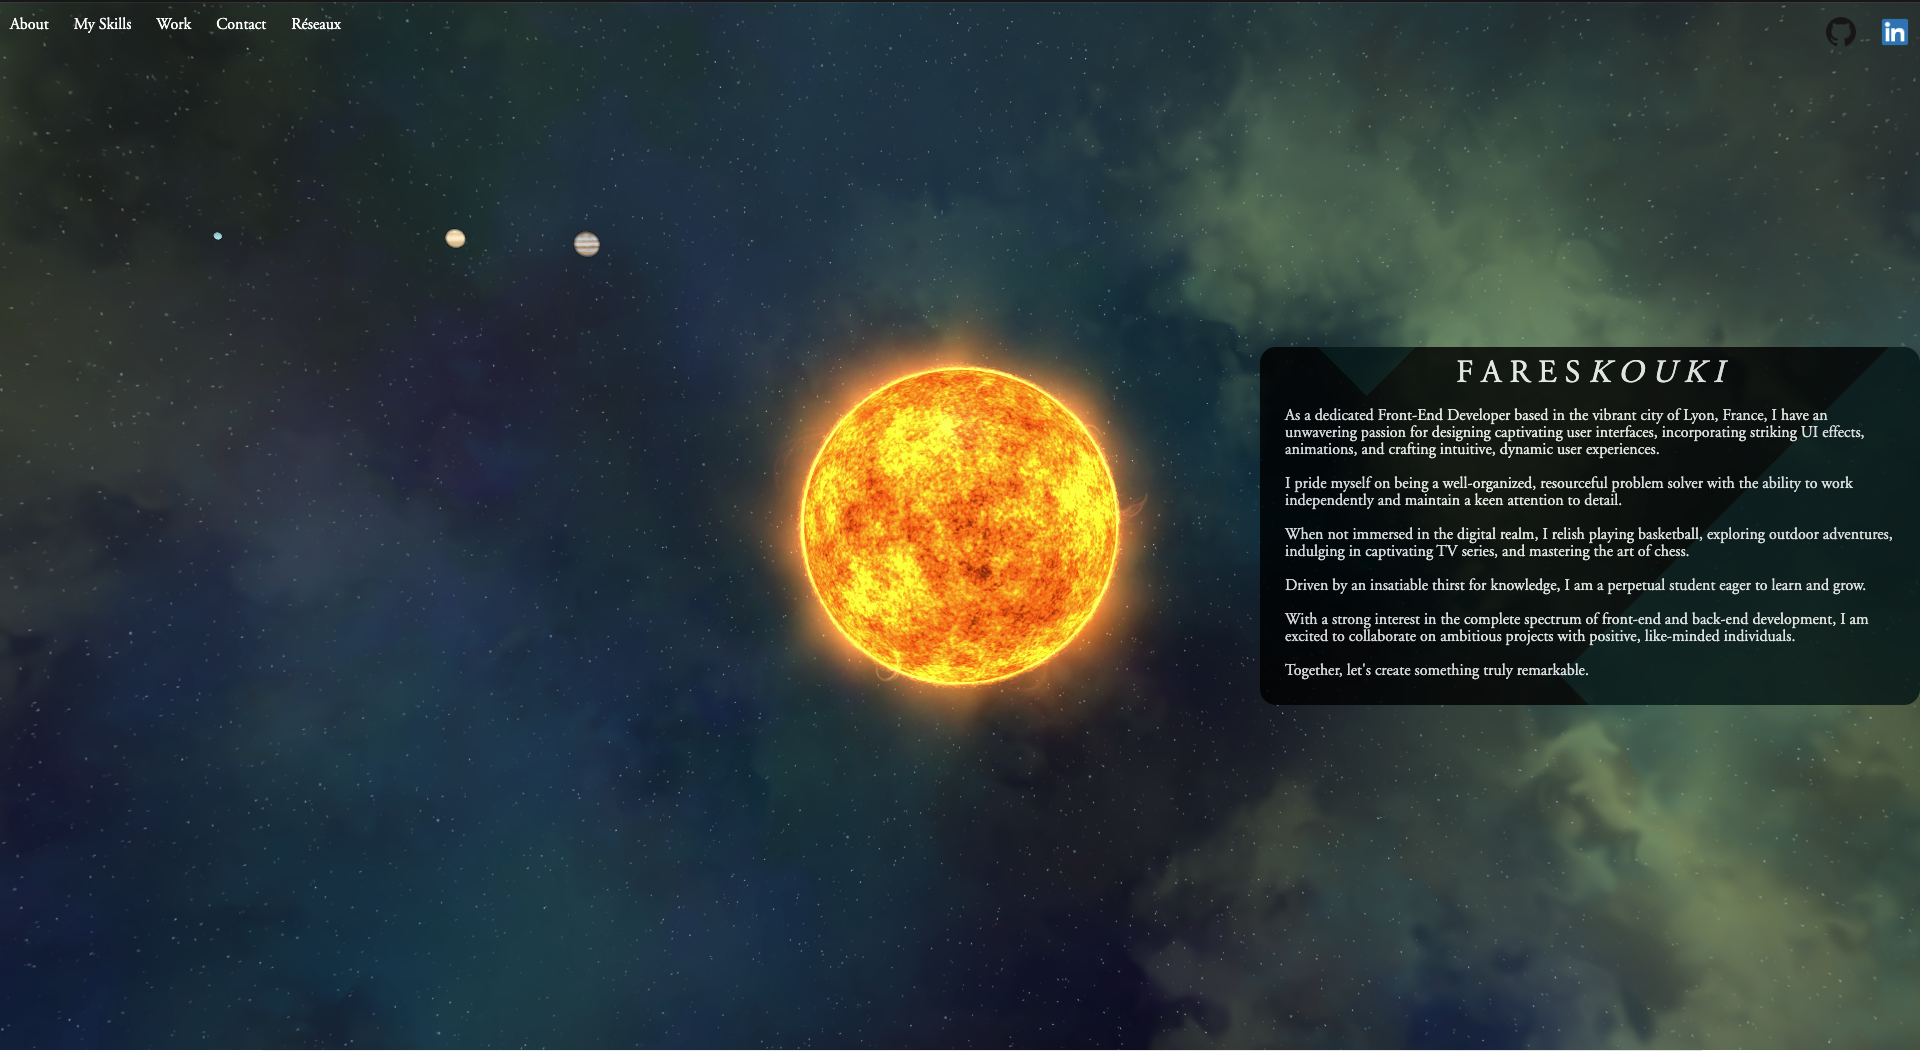 About My Skills Work Contact Réseaux
in
FARES KOUKI
As a dedicated Front-End Developer based in the vibrant city of Lyon, France, I have an
unwavering passion for designing captivating user interfaces, incorporating striking UI effects,
animations, and crafting intuitive, dynamic user experiences.
I pride myself on being a well-organized, resourceful problem solver with the ability to work
independently and maintain a keen attention to detail.
When not immersed in the digital realm, I relish playing basketball, exploring outdoor adventures,
indulging in captivating TV series, and mastering the art of chess.
Driven by an insatiable thirst for knowledge, I am a perpetual student eager to learn and grow.
With a strong interest in the complete spectrum of front-end and back-end development, I am
excited to collaborate on ambitious projects with positive, like-minded individuals.
Together, let's create something truly remarkable.